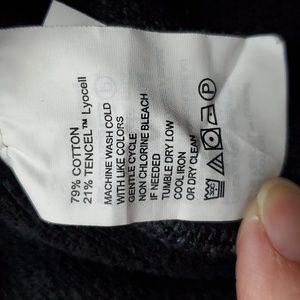 79% COTTON
21% TENCEL™ Lyocell
MACHINE WASH COLD
WITH LIKE COLORS
GENTLE CYCLE
NON CHLORINE BLEACH
IF NEEDED
TUMBLE DRY LOW
COOL IRON
OR DRY CLEAN